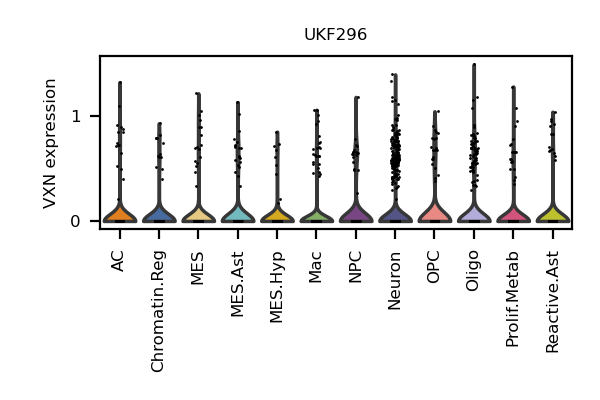 UKF296
VXN expression
1
0
AC
Chromatin.Reg
MES
MES.Ast
MES.Hyp
Mac
NPC
Neuron
OPC
Oligo
Prolif.Metab
Reactive.Ast